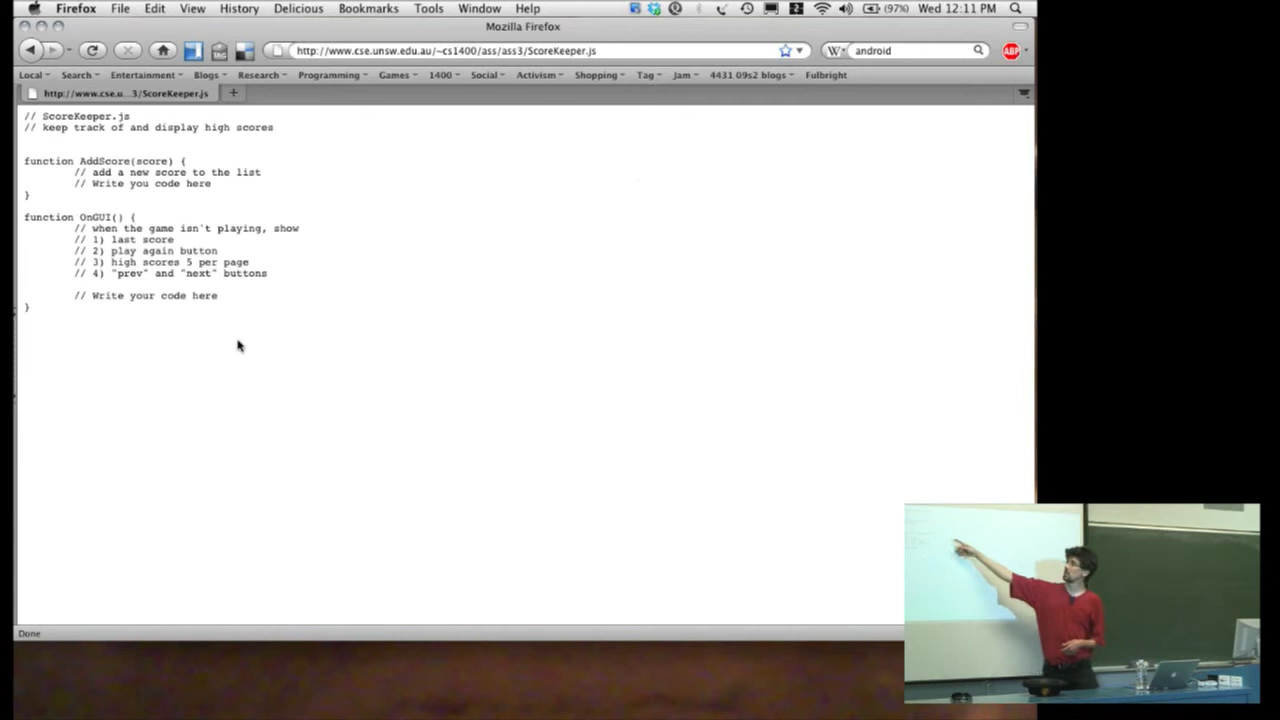 Firefox File Edit View History Delicious Bookmarks Tools Window Help (97%) Wed 12:11 PM
Mozilla Firefox
http://www.cse.unsw.edu.au/~cs1400/ass/ass3/ScoreKeeper.js W android ABP
Local Search Entertainment Blogs Research Programming Games 1400 Social Activism Shopping Tag Jam 4431 09s2 blogs Fulbright
http://www.cse.u...3/ScoreKeeper.js +
// ScoreKeeper.js
// keep track of and display high scores
function AddScore(score) {
// add a new score to the list
// Write you code here
}
function OnGUI() {
// when the game isn't playing, show
// 1) last score
// 2) play again button
// 3) high scores 5 per page
// 4) "prev" and "next" buttons
// Write your code here
}
Done